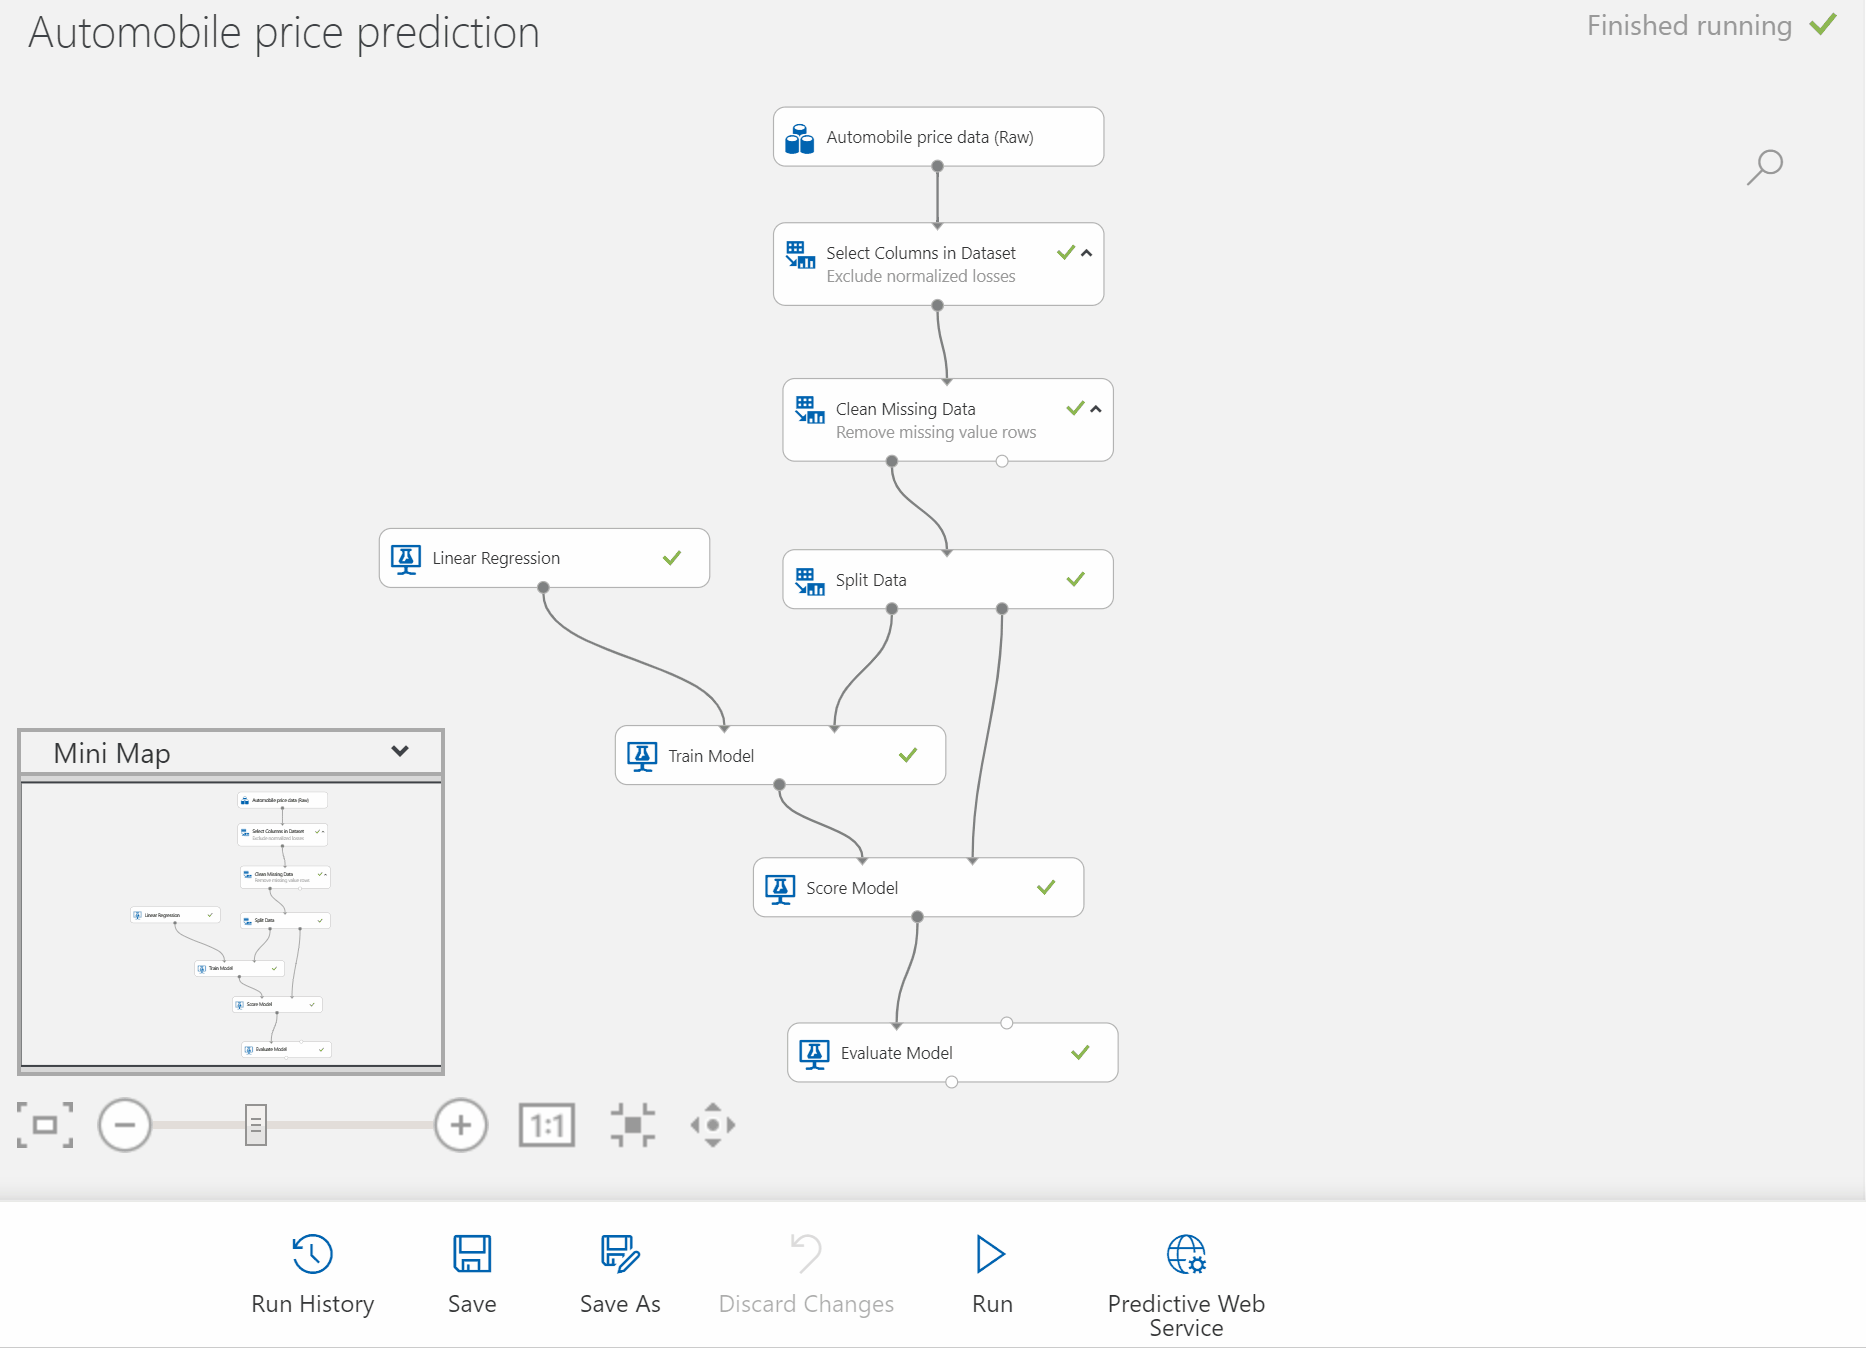 Automobile price prediction
Finished running
Automobile price data (Raw)
Select Columns in Dataset
Exclude normalized losses
Clean Missing Data
Remove missing value rows
Linear Regression
Split Data
Train Model
Score Model
Evaluate Model
Mini Map
Automobile price data (Raw)
Select Columns in Dataset
Exclude normalized losses
Clean Missing Data
Remove missing value rows
Linear Regression
Split Data
Train Model
Score Model
Evaluate Model
1:1
Run History
Save
Save As
Discard Changes
Run
Predictive Web
Service